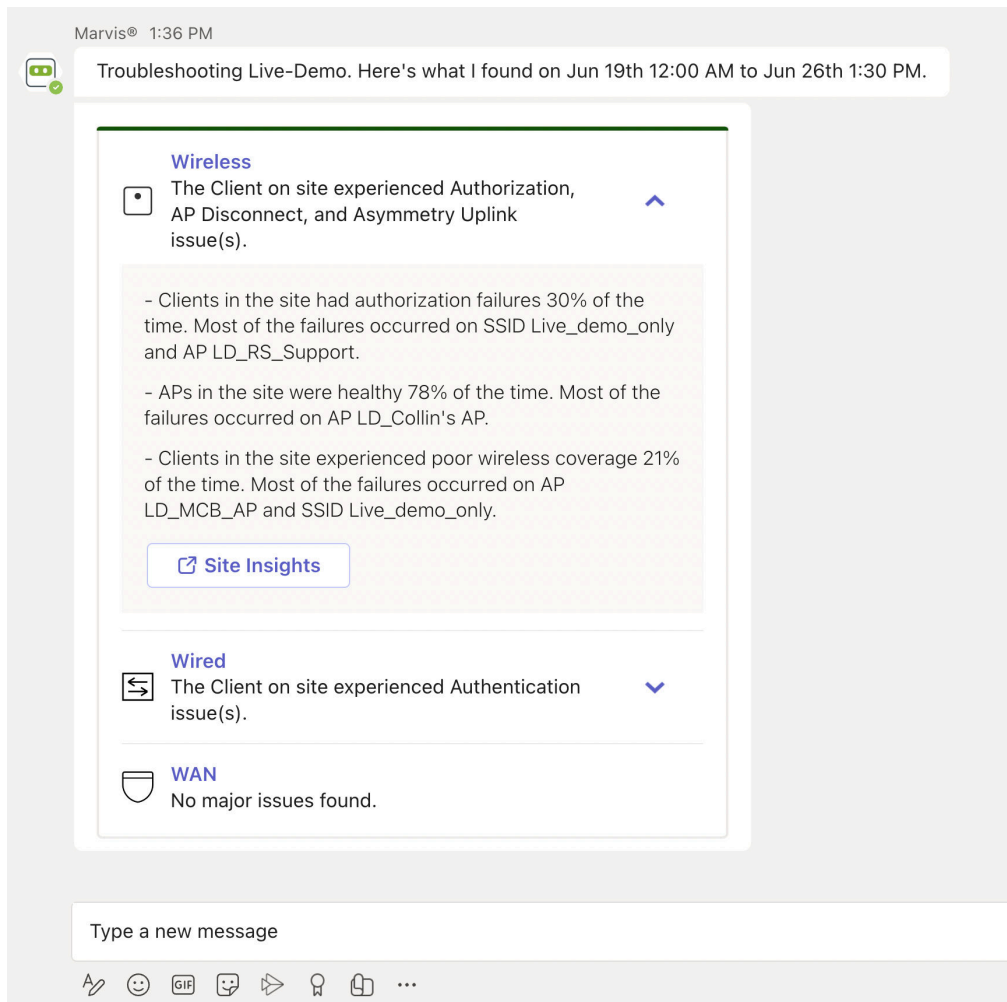 Marvis® 1:36 PM
Troubleshooting Live-Demo. Here's what I found on Jun 19th 12:00 AM to Jun 26th 1:30 PM.
Wireless
The Client on site experienced Authorization,
AP Disconnect, and Asymmetry Uplink
issue(s).
- Clients in the site had authorization failures 30% of the
time. Most of the failures occurred on SSID Live_demo_only
and AP LD_RS_Support.
- APs in the site were healthy 78% of the time. Most of the
failures occurred on AP LD_Collin's AP.
- Clients in the site experienced poor wireless coverage 21%
of the time. Most of the failures occurred on AP
LD_MCB_AP and SSID Live_demo_only.
Site Insights
Wired
The Client on site experienced Authentication
issue(s).
WAN
No major issues found.
Type a new message
GIF